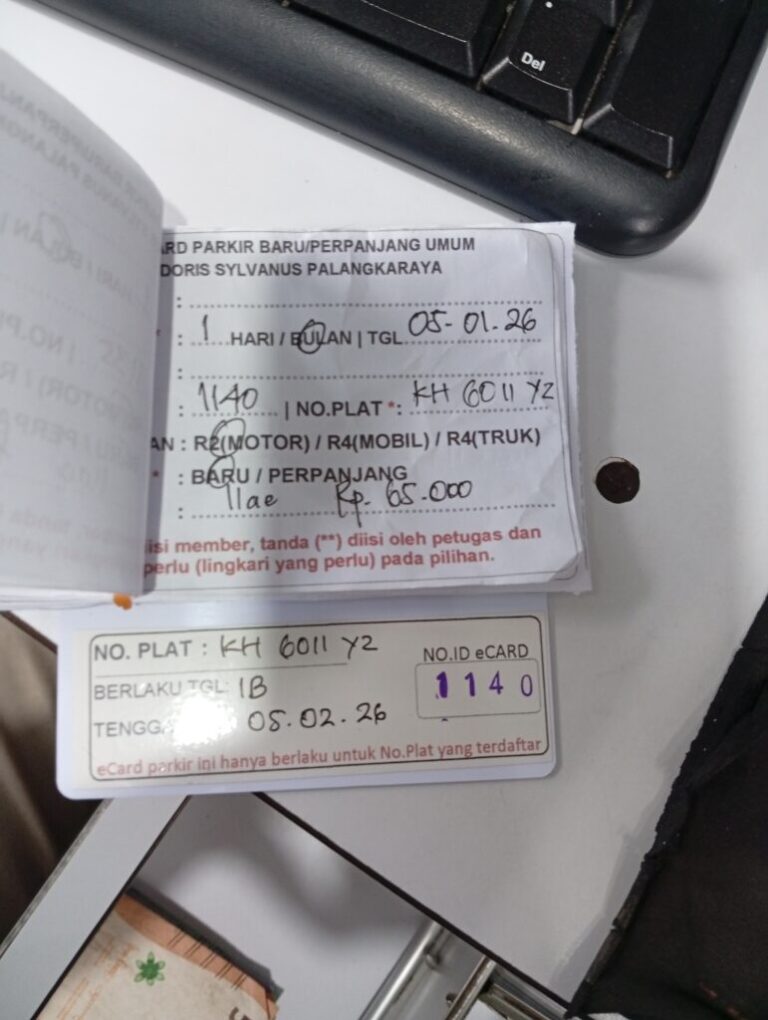 Del
ARD PARKIR BARU/PERPANJANG UMUM
DORIS SYLVANUS PALANGKARAYA
:
: 1 HARI / BULAN | TGL 05-01.26
:
: 1140 | NO.PLAT *: KH 6011 YZ
AN : R2(MOTOR) / R4(MOBIL) / R4(TRUK)
* : BARU / PERPANJANG
: 11ae Rp. 65.000
isi member, tanda (**) diisi oleh petugas dan
perlu (lingkari yang perlu) pada pilihan.
NO. PLAT : KH 6011 YZ
NO.ID eCARD
BERLAKU TGL: 1B
1140
TENGGA 05.02.26
eCard parkir ini hanya berlaku untuk No.Plat yang terdaftar